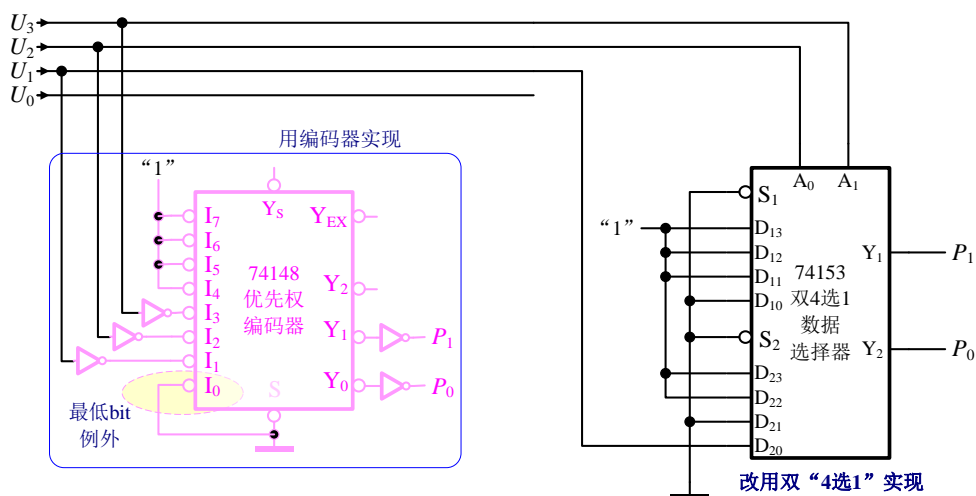 U3
U2
U1
U0
用编码器实现
“1”
YS
I7
I6
I5
I4
I3
I2
I1
I0
YEX
Y2
Y1
Y0
74148
优先权
编码器
S
P1
P0
最低bit
例外
“1”
A0
A1
S1
D13
D12
D11
D10
S2
D23
D22
D21
D20
74153
双4选1
数据
选择器
Y1
Y2
P1
P0
改用双“4选1”实现